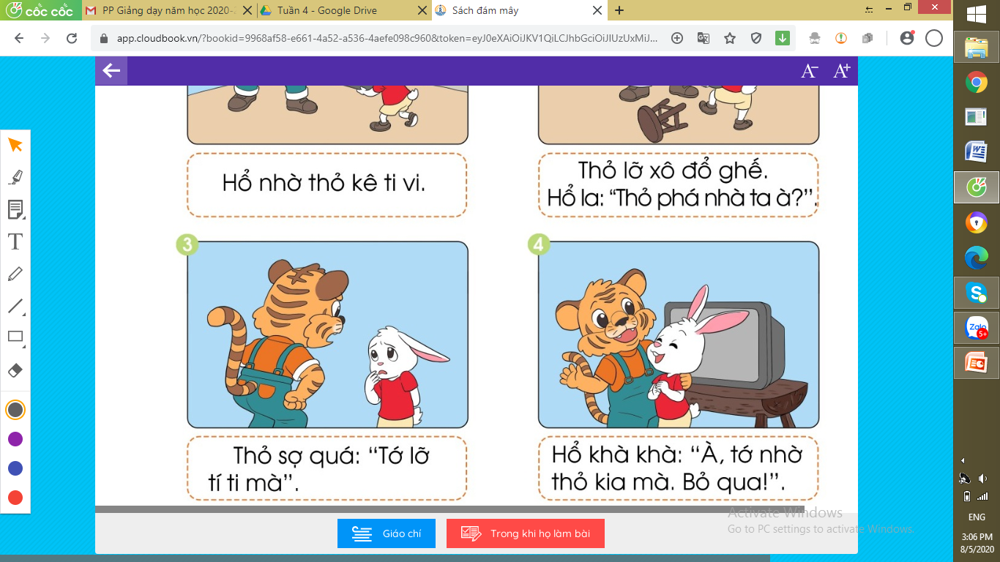 cốc cốc
PP Giảng dạy năm học 2020-2
Tuần 4 - Google Drive
Sách đám mây
app.cloudbook.vn/?bookid=9968af58-e661-4a52-a536-4aefe098c960&token=eyJ0eXAiOiJKV1QiLCJhbGciOiJIUzUxMiJ...
A-
A+
Hổ nhờ thỏ kê ti vi.
Thỏ lỡ xô đổ ghế.
Hổ la: “Thỏ phá nhà ta à?”.
3
4
Thỏ sợ quá: “Tớ lỡ
tí ti mà”.
Hổ khà khà: “À, tớ nhờ
thỏ kia mà. Bỏ qua!”.
T
Giáo chí
Trong khi họ làm bài
Activate Windows
Go to PC settings to activate Windows.
Zalo
5+
ENG
3:06 PM
8/5/2020